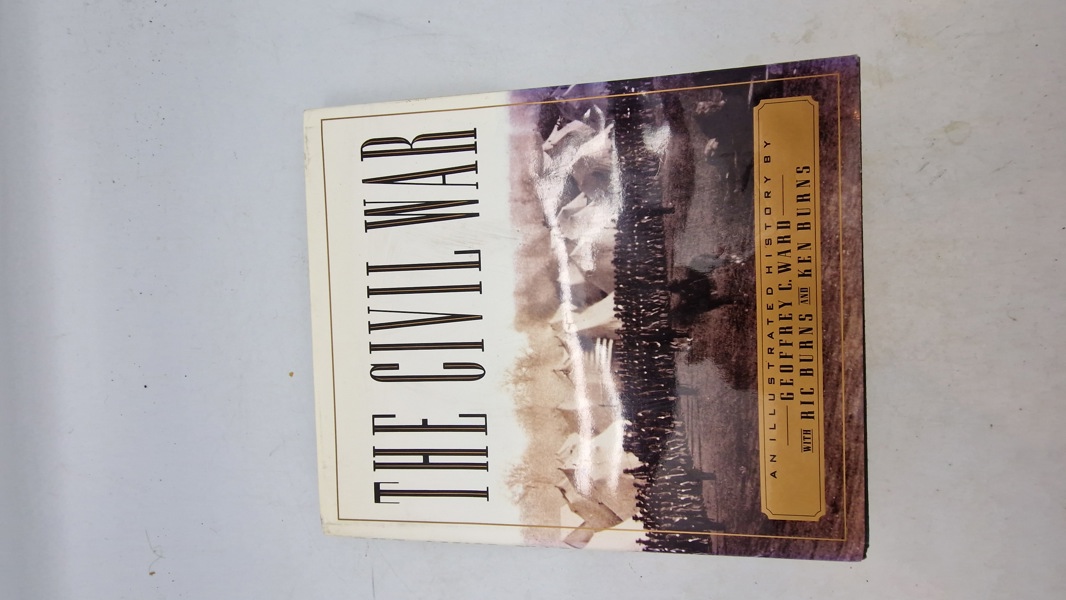 THE CIVIL WAR
AN ILLUSTRATED HISTORY BY
GEOFFREY C. WARD
WITH RIC BURNS AND KEN BURNS